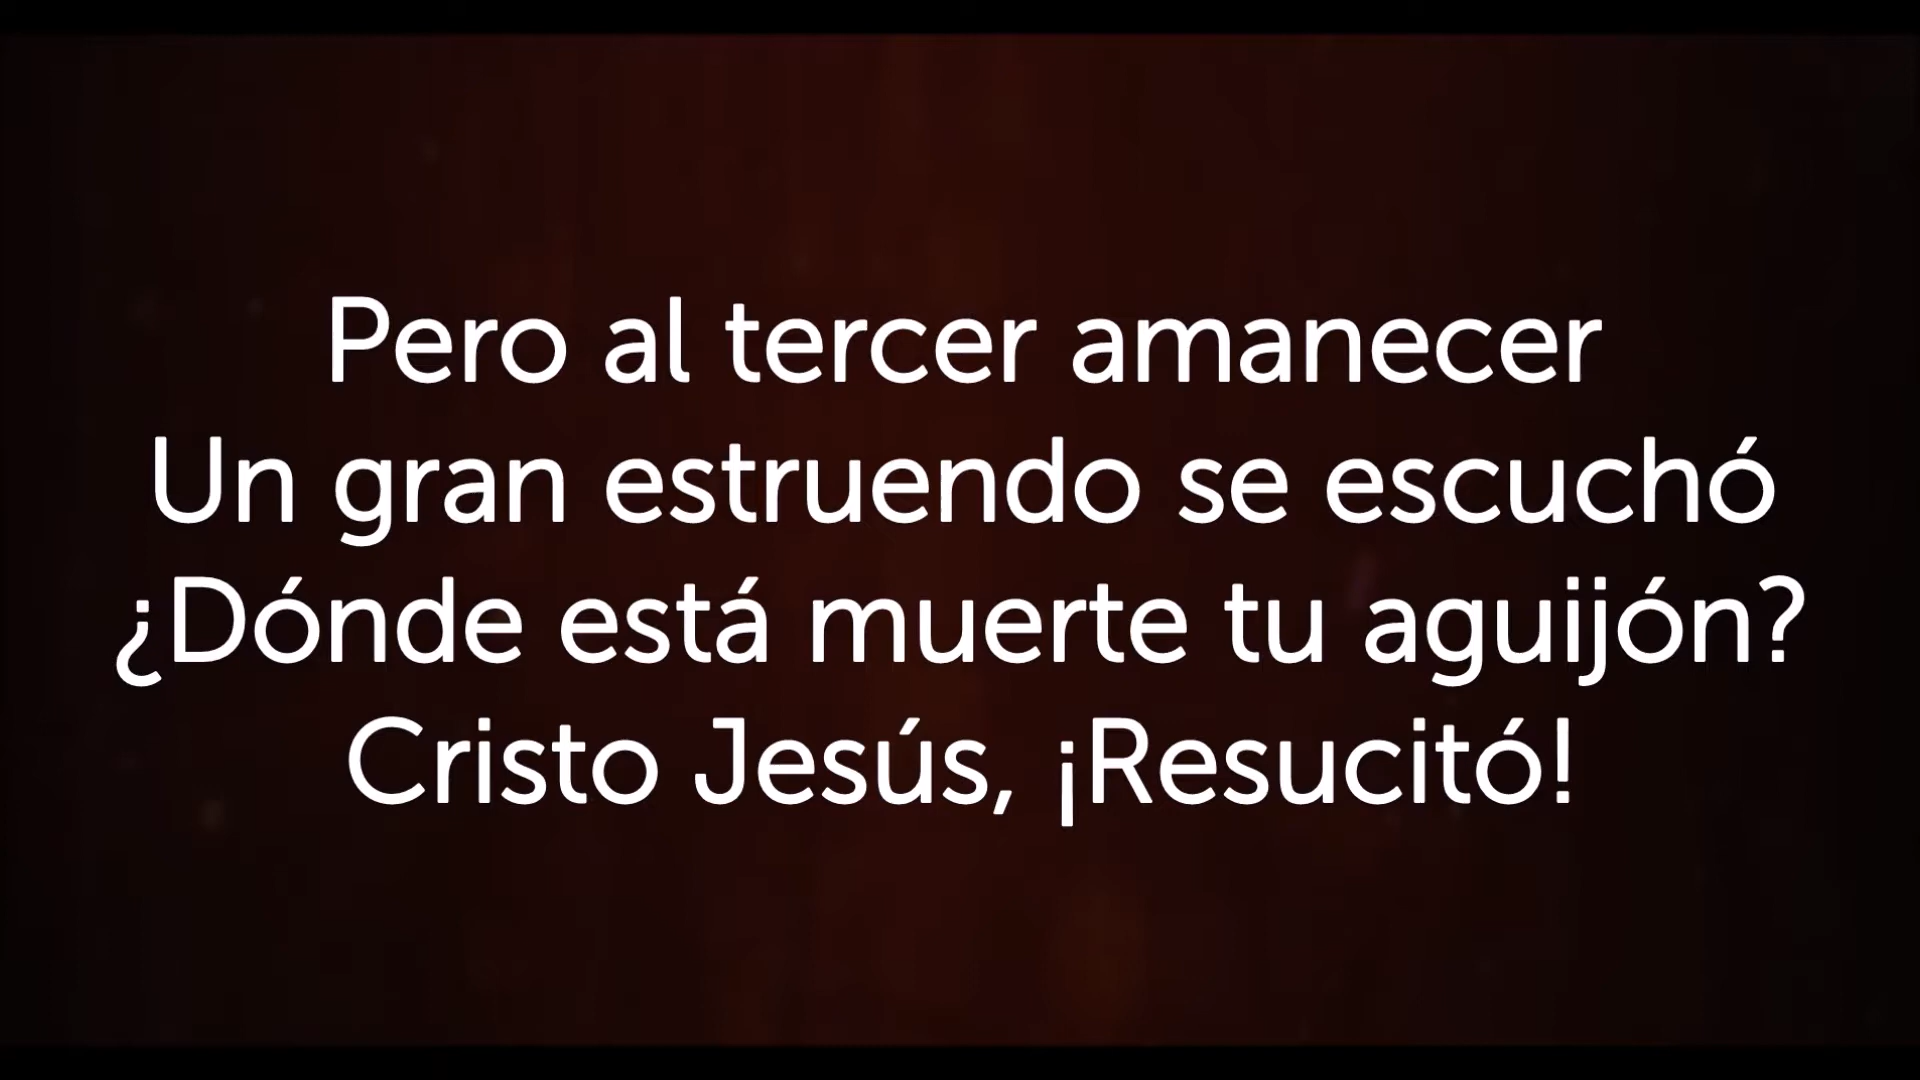 Pero al tercer amanecer
Un gran estruendo se escuchó
¿Dónde está muerte tu aguijón?
Cristo Jesús, ¡Resucitó!